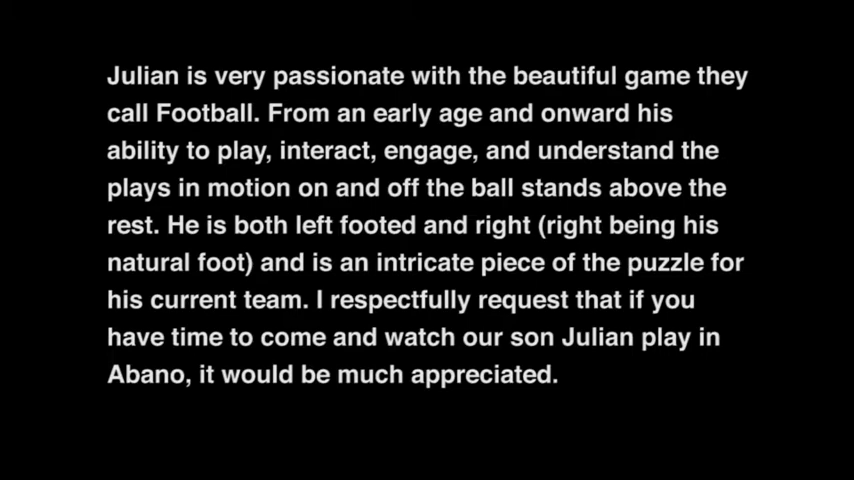 Julian is very passionate with the beautiful game they
call Football. From an early age and onward his
ability to play, interact, engage, and understand the
plays in motion on and off the ball stands above the
rest. He is both left footed and right (right being his
natural foot) and is an intricate piece of the puzzle for
his current team. I respectfully request that if you
have time to come and watch our son Julian play in
Abano, it would be much appreciated.